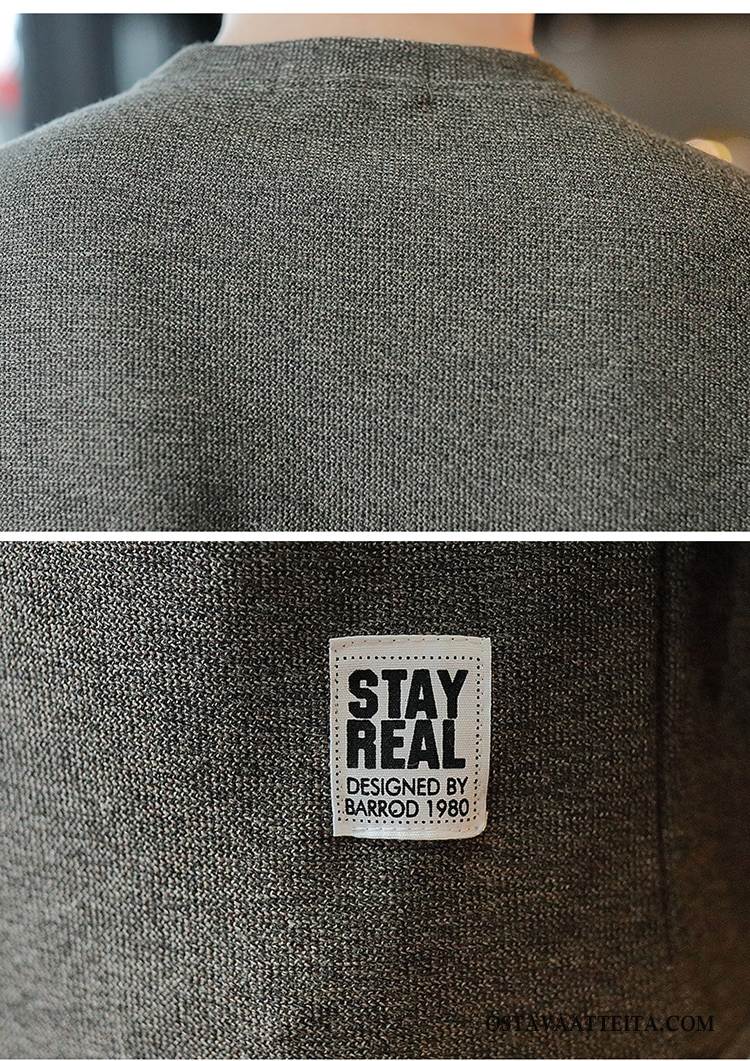 STAY
REAL
DESIGNED BY
BARROD 1980
OSTAVAATTEITA.COM